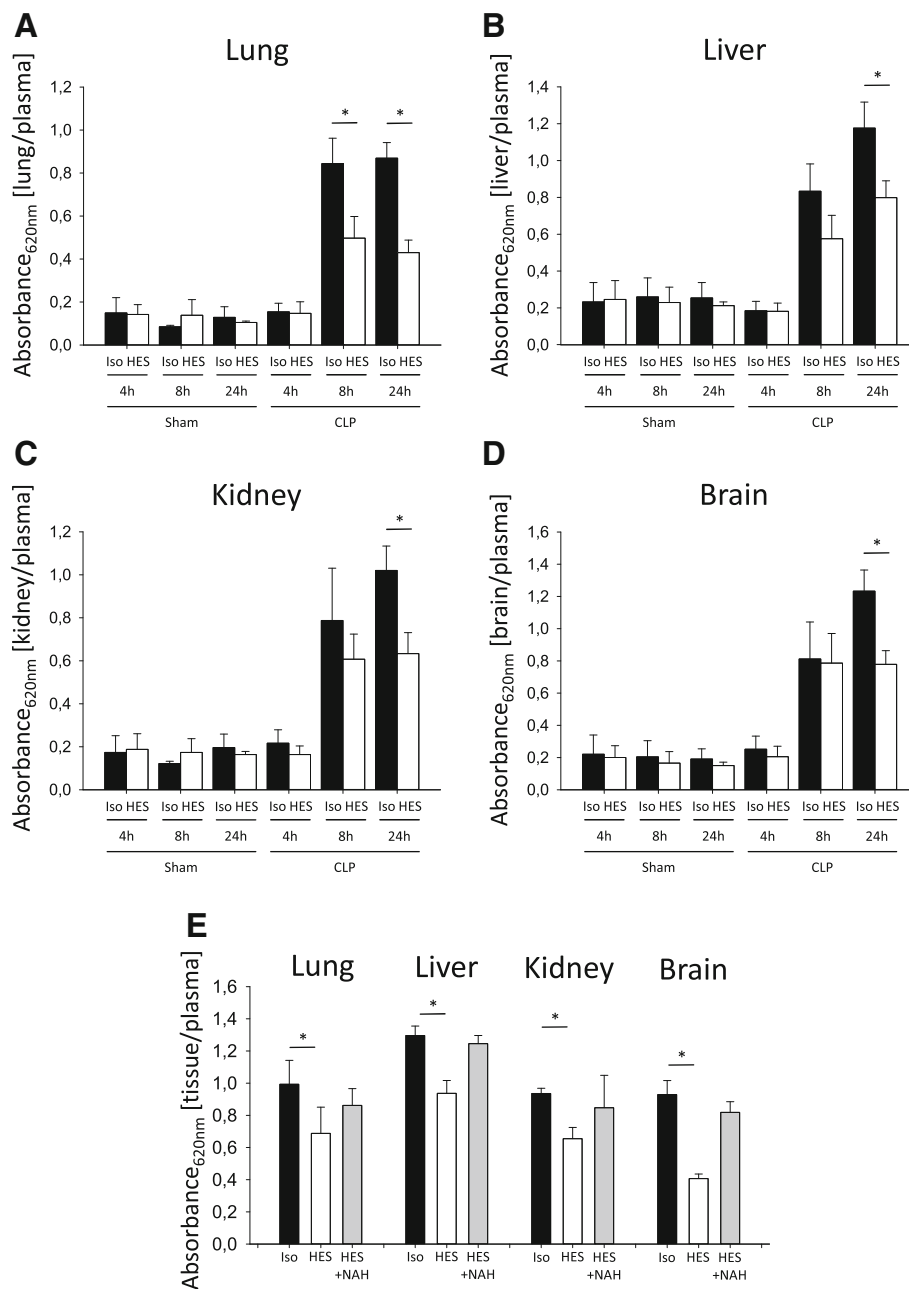 A
Lung
Absorbance620nm [lung/plasma]
1,2
1,0
0,8
0,6
0,4
0,2
0,0
* *
Iso HES Iso HES Iso HES Iso HES Iso HES Iso HES
4h 8h 24h 4h 8h 24h
Sham CLP
B
Liver
Absorbance620nm [liver/plasma]
1,4
1,2
1,0
0,8
0,6
0,4
0,2
0,0
*
Iso HES Iso HES Iso HES Iso HES Iso HES Iso HES
4h 8h 24h 4h 8h 24h
Sham CLP
C
Kidney
Absorbance620nm [kidney/plasma]
1,2
1,0
0,8
0,6
0,4
0,2
0,0
*
Iso HES Iso HES Iso HES Iso HES Iso HES Iso HES
4h 8h 24h 4h 8h 24h
Sham CLP
D
Brain
Absorbance620nm [brain/plasma]
1,6
1,4
1,2
1,0
0,8
0,6
0,4
0,2
0,0
*
Iso HES Iso HES Iso HES Iso HES Iso HES Iso HES
4h 8h 24h 4h 8h 24h
Sham CLP
E
Lung Liver Kidney Brain
Absorbance620nm [tissue/plasma]
1,6
1,4
1,2
1,0
0,8
0,6
0,4
0,2
0,0
* * * *
Iso HES HES Iso HES HES Iso HES HES Iso HES HES
+NAH +NAH +NAH +NAH